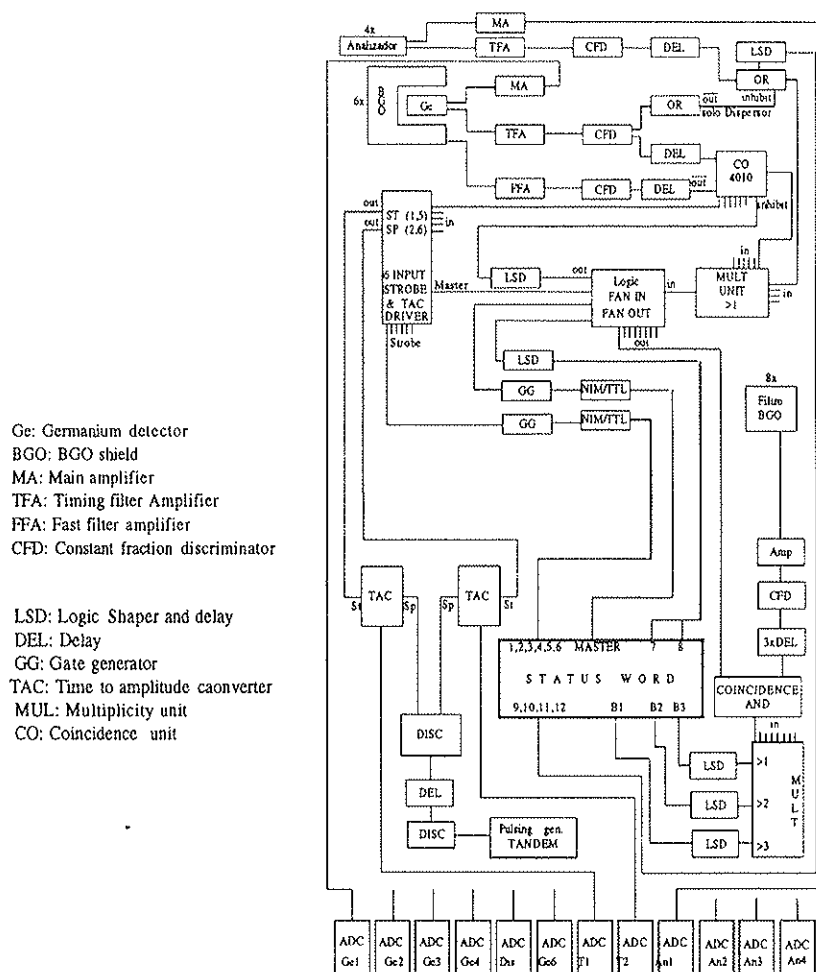 4x
Analizador
MA
TFA
CFD
DEL
LSD
OR
inhibit
6x
BGO
Ge
MA
OR
out
solo Dispersor
TFA
CFD
DEL
CO
4010
FFA
CFD
DEL
out
inhibit
out
out
ST (1,5)
SP (2,6)
in
6 INPUT
STROBE
& TAC
DRIVER
Master
Strobe
LSD
out
Logic
FAN IN
FAN OUT
in
out
in
MULT
UNIT
>1
in
LSD
GG
NIM/TTL
GG
NIM/TTL
8x
Filtro
BGO
Ge: Germanium detector
BGO: BGO shield
MA: Main amplifier
TFA: Timing filter Amplifier
FFA: Fast filter amplifier
CFD: Constant fraction discriminator
LSD: Logic Shaper and delay
DEL: Delay
GG: Gate generator
TAC: Time to amplitude caonverter
MUL: Multiplicity unit
CO: Coincidence unit
Amp
CFD
3xDEL
TAC
St
Sp
TAC
Sp
St
1,2,3,4,5,6 MASTER 7 8
STATUS WORD
9,10,11,12 B1 B2 B3
COINCIDENCE
AND
in
DISC
DEL
DISC
Pulsing gen.
TANDEM
LSD
>1
LSD
>2
LSD
>3
MULT
ADC Ge1
ADC Ge2
ADC Ge3
ADC Ge4
ADC Dis
ADC Ge6
ADC T1
ADC T2
ADC An1
ADC An2
ADC An3
ADC An4